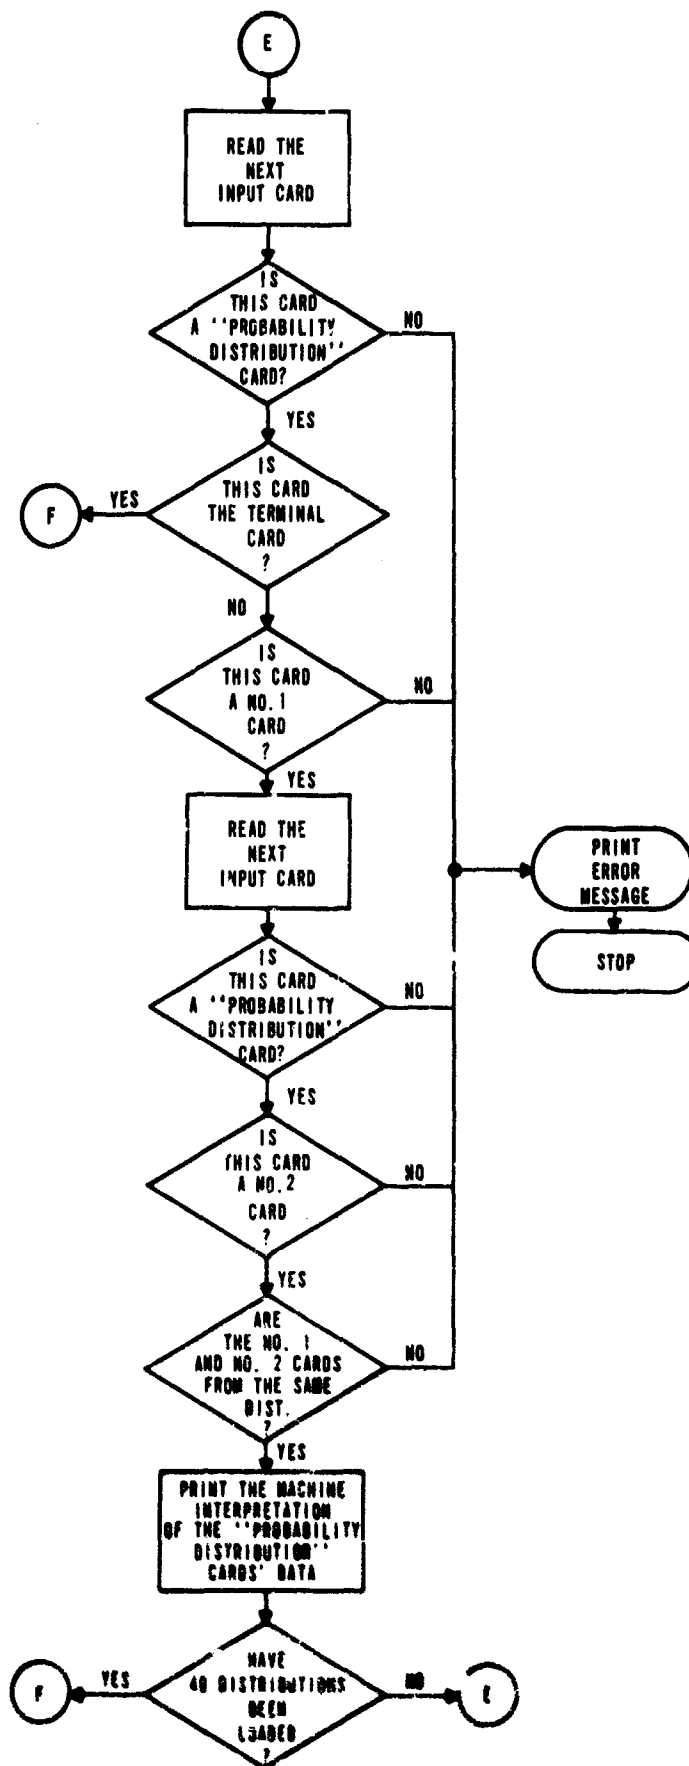 E
READ THE
NEXT
INPUT CARD
IS
THIS CARD
A ''PROBABILITY
DISTRIBUTION''
CARD?
NO
YES
IS
THIS CARD
THE TERMINAL
CARD
?
YES
F
NO
IS
THIS CARD
A NO. 1
CARD
?
NO
YES
READ THE
NEXT
INPUT CARD
PRINT
ERROR
MESSAGE
STOP
IS
THIS CARD
A ''PROBABILITY
DISTRIBUTION''
CARD?
NO
YES
IS
THIS CARD
A NO. 2
CARD
?
NO
YES
ARE
THE NO. 1
AND NO. 2 CARDS
FROM THE SAME
DIST.
?
NO
YES
PRINT THE MACHINE
INTERPRETATION
OF THE ''PROBABILITY
DISTRIBUTION''
CARDS' DATA
HAVE
40 DISTRIBUTIONS
BEEN
LOADED
?
YES
F
NO
E